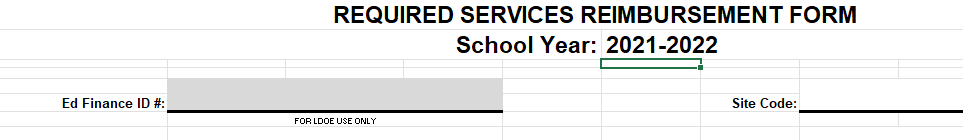 REQUIRED SERVICES REIMBURSEMENT FORM
School Year: 2021-2022
Ed Finance ID #:
Site Code:
FOR LDOE USE ONLY